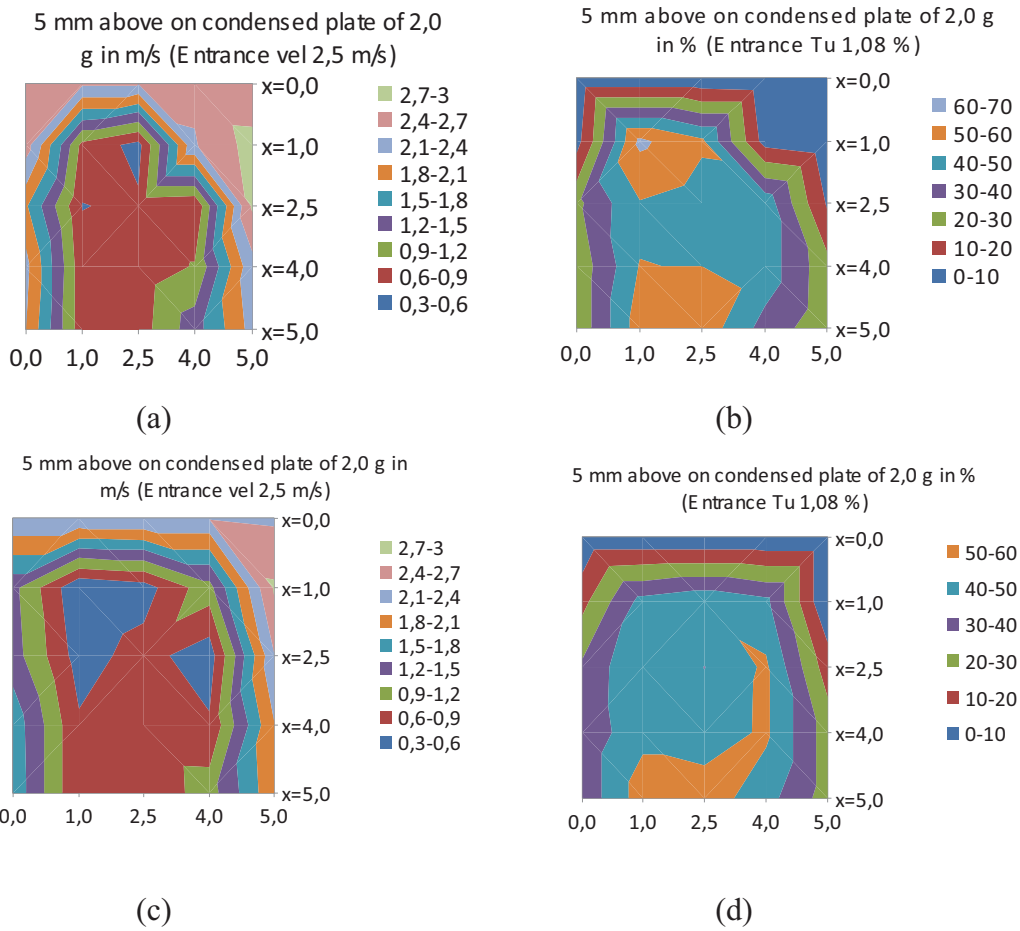 5 mm above on condensed plate of 2,0
g in m/s (Entrance vel 2,5 m/s)
x=0,0
x=1,0
x=2,5
x=4,0
x=5,0
0,0 1,0 2,5 4,0 5,0
2,7-3
2,4-2,7
2,1-2,4
1,8-2,1
1,5-1,8
1,2-1,5
0,9-1,2
0,6-0,9
0,3-0,6
(a)
5 mm above on condensed plate of 2,0 g
in % (Entrance Tu 1,08 %)
x=0,0
x=1,0
x=2,5
x=4,0
x=5,0
0,0 1,0 2,5 4,0 5,0
60-70
50-60
40-50
30-40
20-30
10-20
0-10
(b)
5 mm above on condensed plate of 2,0 g in
m/s (Entrance vel 2,5 m/s)
x=0,0
x=1,0
x=2,5
x=4,0
x=5,0
0,0 1,0 2,5 4,0 5,0
2,7-3
2,4-2,7
2,1-2,4
1,8-2,1
1,5-1,8
1,2-1,5
0,9-1,2
0,6-0,9
0,3-0,6
(c)
5 mm above on condensed plate of 2,0 g in %
(Entrance Tu 1,08 %)
x=0,0
x=1,0
x=2,5
x=4,0
x=5,0
0,0 1,0 2,5 4,0 5,0
50-60
40-50
30-40
20-30
10-20
0-10
(d)